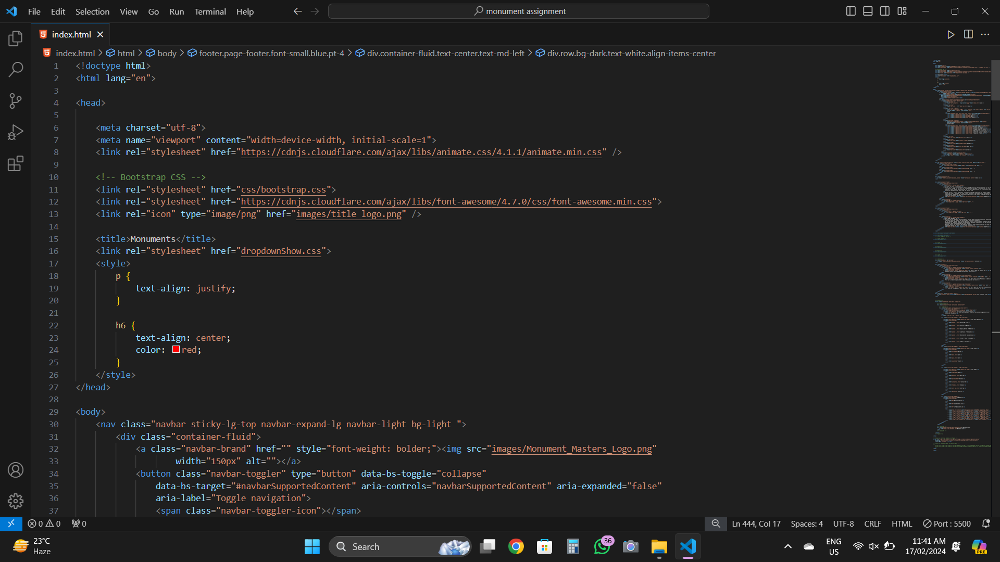 File Edit Selection View Go Run Terminal Help
monument assignment
index.html
index.html > html > body > footer.page-footer.font-small.blue.pt-4 > div.container-fluid.text-center.text-md-left > div.row.bg-dark.text-white.align-items-center
1 <!doctype html>
2 <html lang="en">
3
4 <head>
5
6 <meta charset="utf-8">
7 <meta name="viewport" content="width=device-width, initial-scale=1">
8 <link rel="stylesheet" href="https://cdnjs.cloudflare.com/ajax/libs/animate.css/4.1.1/animate.min.css" />
9
10 <!-- Bootstrap CSS -->
11 <link rel="stylesheet" href="css/bootstrap.css">
12 <link rel="stylesheet" href="https://cdnjs.cloudflare.com/ajax/libs/font-awesome/4.7.0/css/font-awesome.min.css">
13 <link rel="icon" type="image/png" href="images/title logo.png" />
14
15 <title>Monuments</title>
16 <link rel="stylesheet" href="dropdownShow.css">
17 <style>
18 p {
19 text-align: justify;
20 }
21
22 h6 {
23 text-align: center;
24 color: red;
25 }
26 </style>
27 </head>
28
29 <body>
30 <nav class="navbar sticky-lg-top navbar-expand-lg navbar-light bg-light ">
31 <div class="container-fluid">
32 <a class="navbar-brand" href="" style="font-weight: bolder;"><img src="images/Monument_Masters_Logo.png"
33 width="150px" alt=""></a>
34 <button class="navbar-toggler" type="button" data-bs-toggle="collapse"
35 data-bs-target="#navbarSupportedContent" aria-controls="navbarSupportedContent" aria-expanded="false"
36 aria-label="Toggle navigation">
37 <span class="navbar-toggler-icon"></span>
0 0 0 Ln 444, Col 17 Spaces: 4 UTF-8 CRLF HTML Port : 5500
23°C
Haze
Search
36
PRE
ENG
US
11:41 AM
17/02/2024